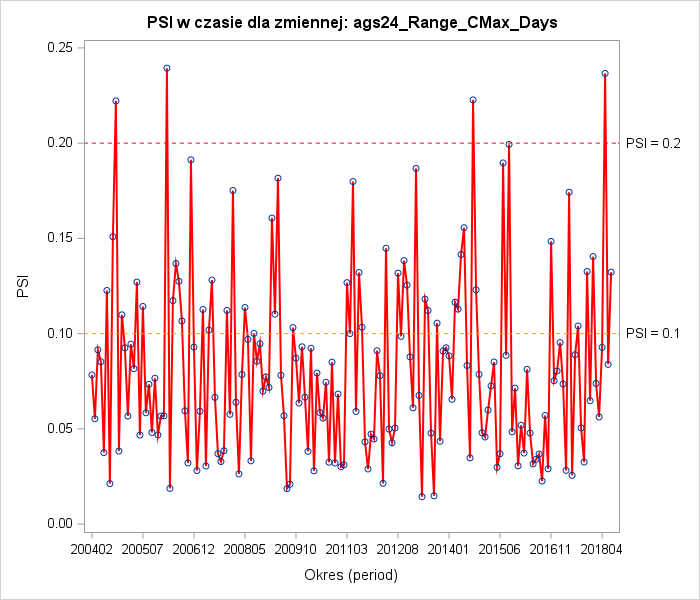 PSI w czasie dla zmiennej: ags24_Range_CMax_Days
0.25
0.20
0.15
0.10
0.05
0.00
PSI
PSI = 0.2
PSI = 0.1
200402 200507 200612 200805 200910 201103 201208 201401 201506 201611 201804
Okres (period)